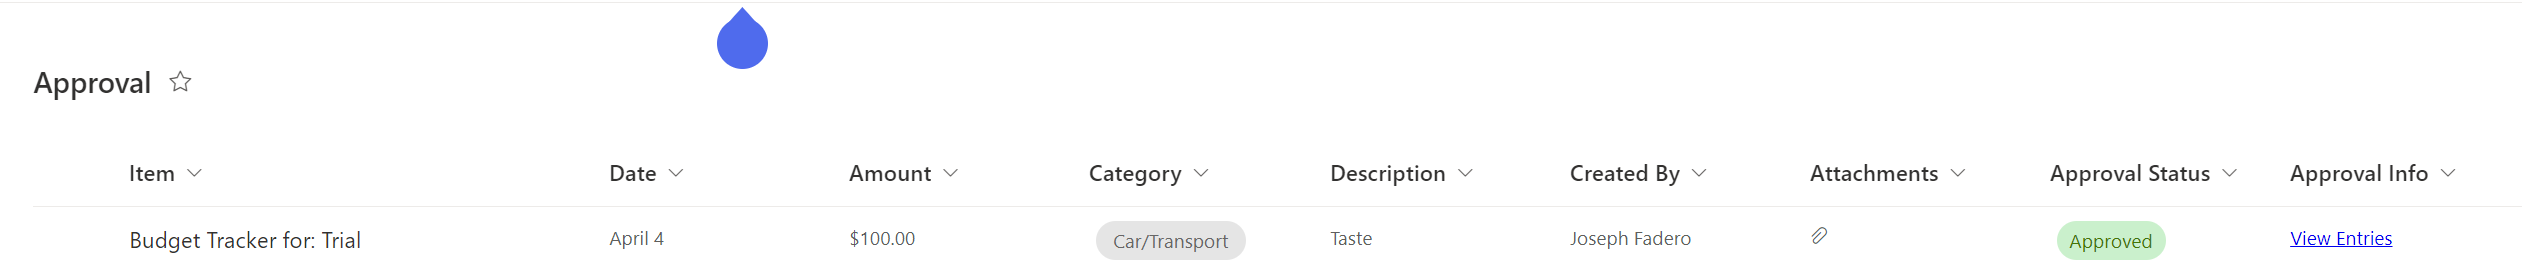 Approval
Item Date Amount Category Description Created By Attachments Approval Status Approval Info
Budget Tracker for: Trial April 4 $100.00 Car/Transport Taste Joseph Fadero Approved View Entries